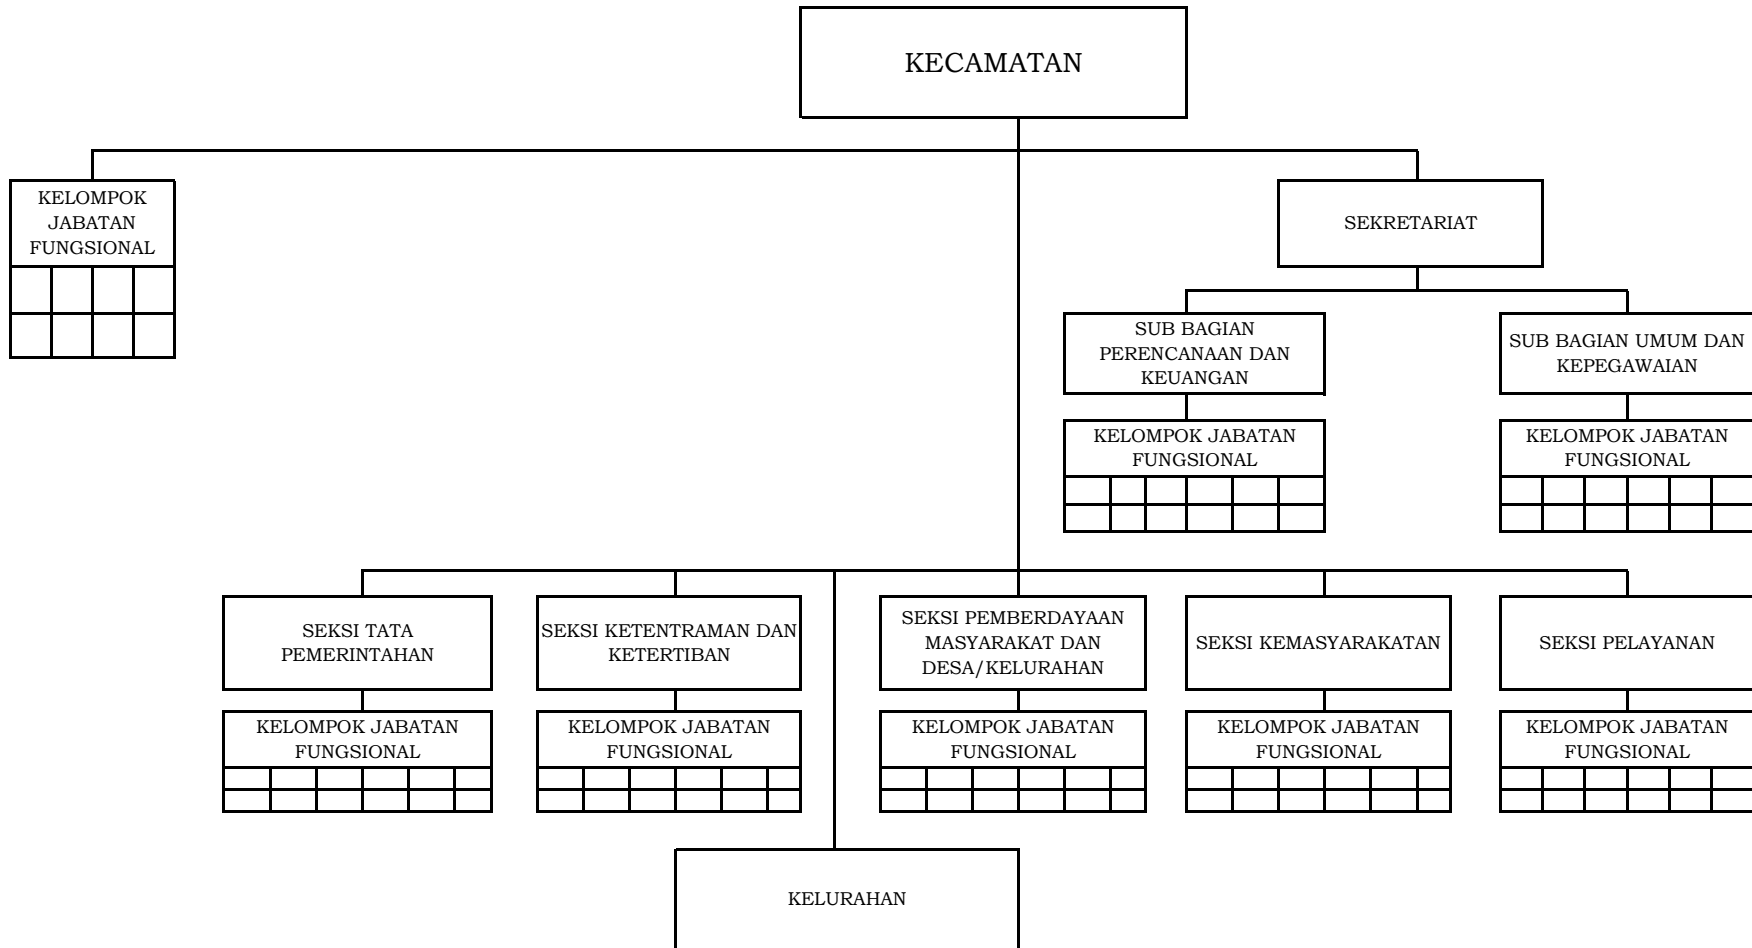 KECAMATAN
KELOMPOK
JABATAN
FUNGSIONAL
SEKRETARIAT
SUB BAGIAN
PERENCANAAN DAN
KEUANGAN
SUB BAGIAN UMUM DAN
KEPEGAWAIAN
KELOMPOK JABATAN
FUNGSIONAL
KELOMPOK JABATAN
FUNGSIONAL
SEKSI TATA
PEMERINTAHAN
SEKSI KETENTRAMAN DAN
KETERTIBAN
SEKSI PEMBERDAYAAN
MASYARAKAT DAN
DESA/KELURAHAN
SEKSI KEMASYARAKATAN
SEKSI PELAYANAN
KELOMPOK JABATAN
FUNGSIONAL
KELOMPOK JABATAN
FUNGSIONAL
KELOMPOK JABATAN
FUNGSIONAL
KELOMPOK JABATAN
FUNGSIONAL
KELOMPOK JABATAN
FUNGSIONAL
KELURAHAN